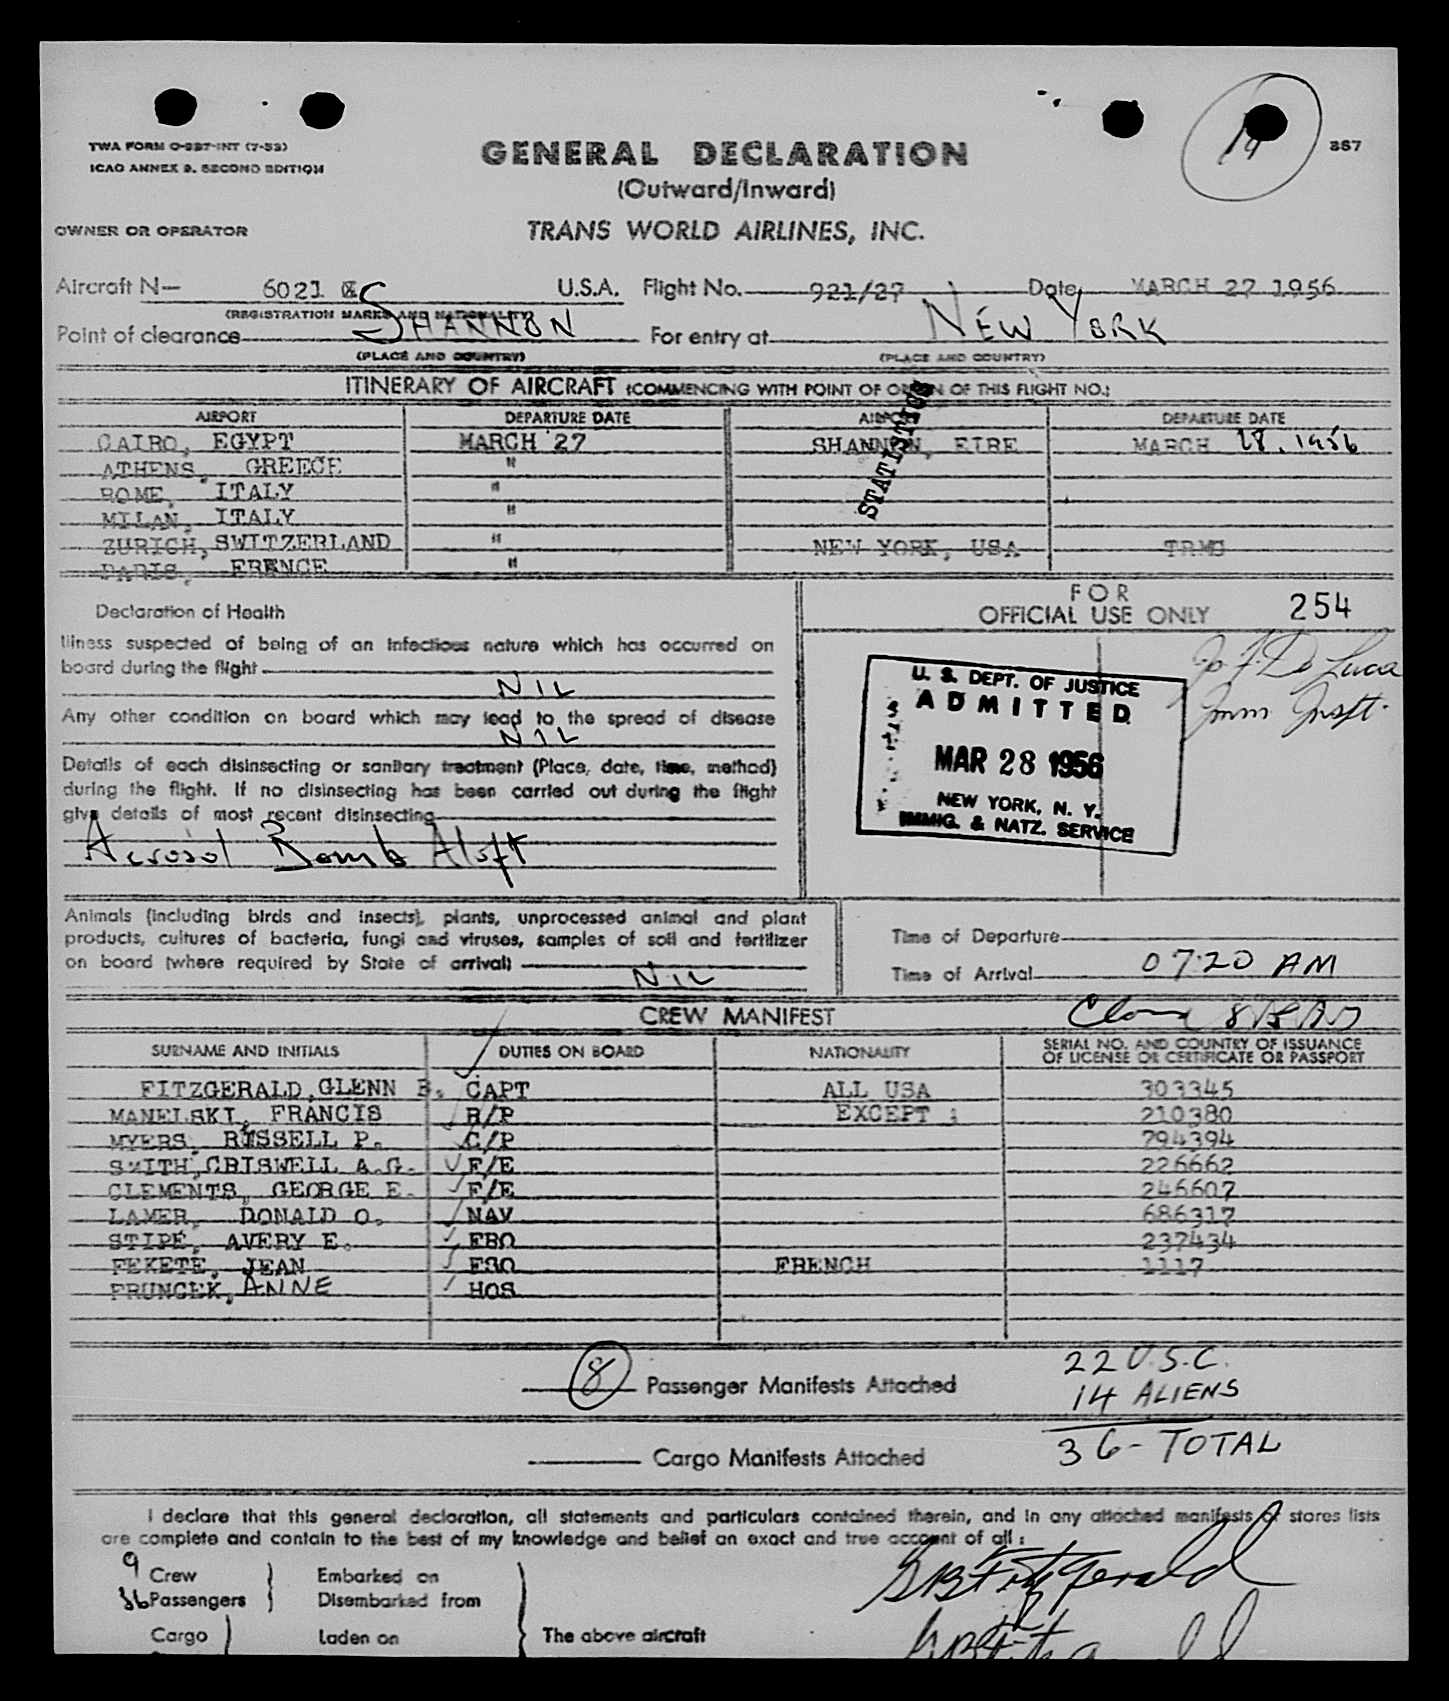 TWA FORM O-997-INT (7-53)
ICAO ANNEX 9. SECOND EDITION
GENERAL DECLARATION
(Outward/Inward)
19
357
OWNER OR OPERATOR
TRANS WORLD AIRLINES, INC.
Aircraft N— 6021 C U.S.A. Flight No. 921/27 Date MARCH 27 1956
(REGISTRATION MARKS AND NATIONALITY)
Point of clearance SHANNON For entry at NEW YORK
(PLACE AND COUNTRY) (PLACE AND COUNTRY)
ITINERARY OF AIRCRAFT (COMMENCING WITH POINT OF ORIGIN OF THIS FLIGHT NO.)
STATISTICS
AIRPORT DEPARTURE DATE AIRPORT DEPARTURE DATE
CAIRO, EGYPT MARCH 27 SHANNON, EIRE MARCH 28, 1956
ATHENS, GREECE "
ROME, ITALY "
MILAN, ITALY "
ZURICH, SWITZERLAND " NEW YORK, USA TRMG
PARIS, FRANCE "
FOR
OFFICIAL USE ONLY 254
Declaration of Health
Illness suspected of being of an infectious nature which has occurred on
board during the flight
NIL
Any other condition on board which may lead to the spread of disease
NIL
Details of each disinsecting or sanitary treatment (Place, date, time, method)
during the flight. If no disinsecting has been carried out during the flight
give details of most recent disinsecting
Aerosol Bomb Aloft
F. De Luca
Imm Inspt.
U. S. DEPT. OF JUSTICE
ADMITTED
MAR 28 1956
NEW YORK, N. Y.
IMMIG. & NATZ. SERVICE
Animals (including birds and insects), plants, unprocessed animal and plant
products, cultures of bacteria, fungi and viruses, samples of soil and fertilizer
on board (where required by State of arrival)
NIL
Time of Departure
Time of Arrival 0720 AM
CREW MANIFEST
SURNAME AND INITIALS DUTIES ON BOARD NATIONALITY SERIAL NO. AND COUNTRY OF ISSUANCE
OF LICENSE OR CERTIFICATE OR PASSPORT
FITZGERALD, GLENN B. CAPT ALL USA 303345
MANELSKI, FRANCIS R/P EXCEPT : 210380
MYERS, RUSSELL P. C/P 794394
SMITH, CRISWELL A.G. F/E 226662
CLEMENTS, GEORGE E. F/E 246607
LAMER, DONALD O. NAV 686317
STIPE, AVERY E. FRO 237434
FEKETE, JEAN FSO FRENCH 1117
PRUNCEK, ANNE HOS
8 Passenger Manifests Attached
22 U.S.C.
14 ALIENS
36 - TOTAL
Cargo Manifests Attached
I declare that this general declaration, all statements and particulars contained therein, and in any attached manifests or stores lists
are complete and contain to the best of my knowledge and belief an exact and true account of all :
9 Crew Embarked on
36 Passengers Disembarked from
Cargo Laden on The above aircraft
GB Fitzgerald